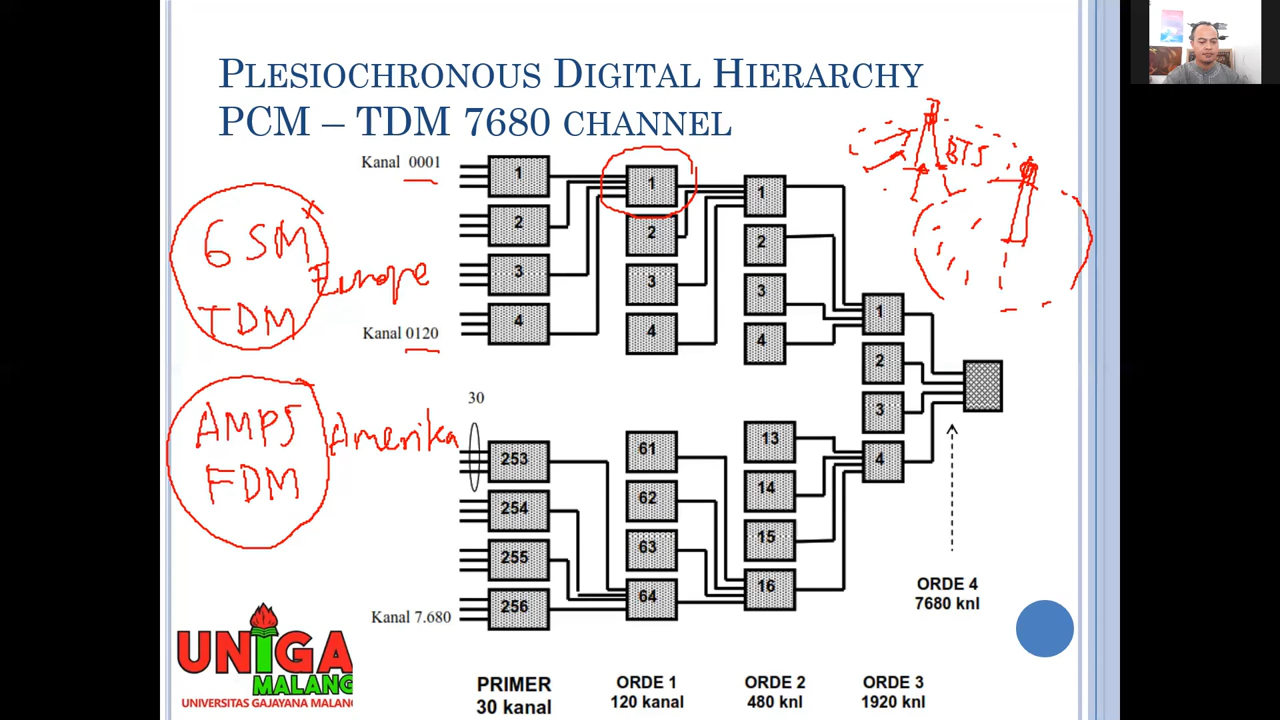 PLESIOCHRONOUS DIGITAL HIERARCHY
PCM – TDM 7680 CHANNEL
Kanal 0001
1
2
3
4
Kanal 0120
1
2
3
4
1
2
3
4
1
2
3
4
30
253
254
255
256
Kanal 7.680
61
62
63
64
13
14
15
16
ORDE 4
7680 knl
PRIMER
30 kanal
ORDE 1
120 kanal
ORDE 2
480 knl
ORDE 3
1920 knl
GSM
TDM
Europe
AMPS
FDM
Amerika
BTS
UNIGA
MALANG
UNIVERSITAS GAJAYANA MALANG